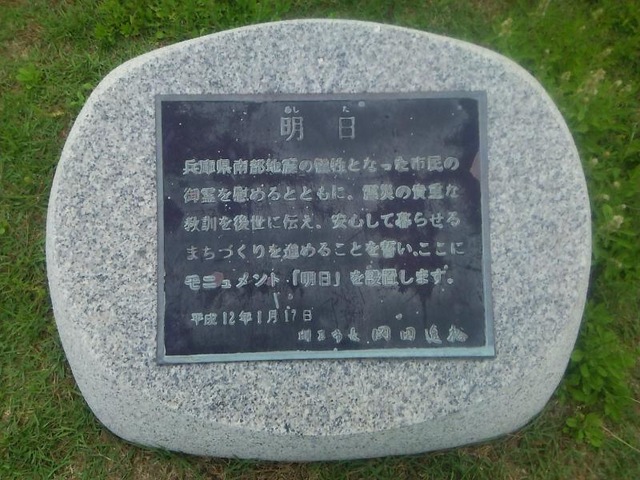 あした
明日
兵庫県南部地震の犠牲となった市民の
御霊を慰めるとともに、震災の貴重な
教訓を後世に伝え、安心して暮らせる
まちづくりを進めることを誓い、ここに
モニュメント「明日」を設置します。
平成12年1月17日
明石市長 岡田進裕